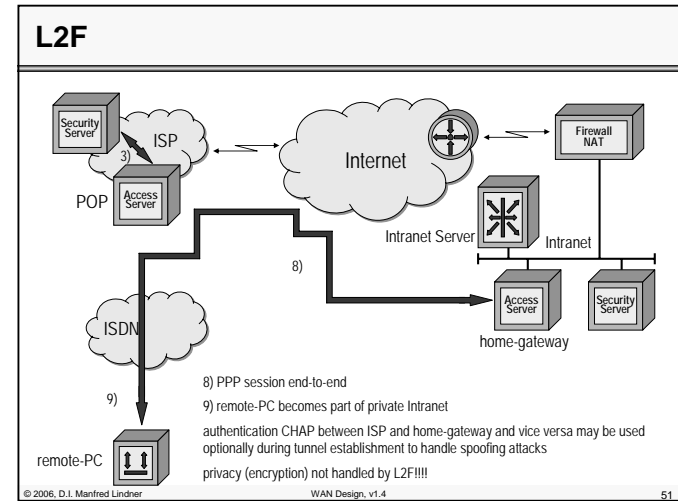 L2F
Security
Server
ISP
3)
POP
Access
Server
Internet
Firewall
NAT
Intranet Server
Intranet
8)
Access
Server
Security
Server
home-gateway
ISDN
9)
remote-PC
8) PPP session end-to-end
9) remote-PC becomes part of private Intranet
authentication CHAP between ISP and home-gateway and vice versa may be used
optionally during tunnel establishment to handle spoofing attacks
privacy (encryption) not handled by L2F!!!!
© 2006, D.I. Manfred Lindner
WAN Design, v1.4
51